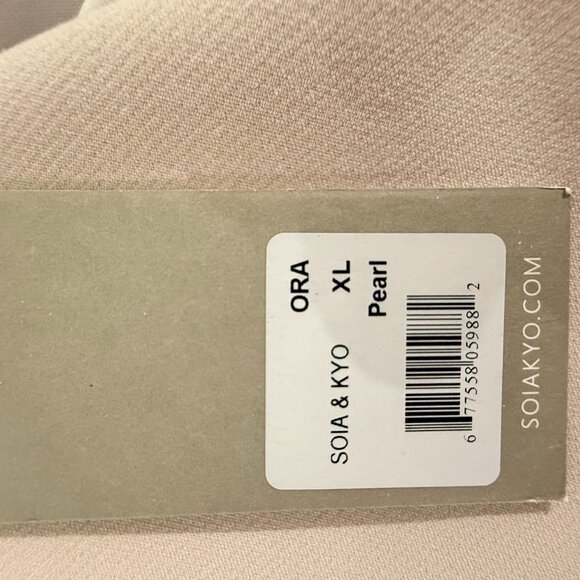 ORA
SOIA & KYO XL
Pearl
6 77558 05988 2
SOIAKYO.COM